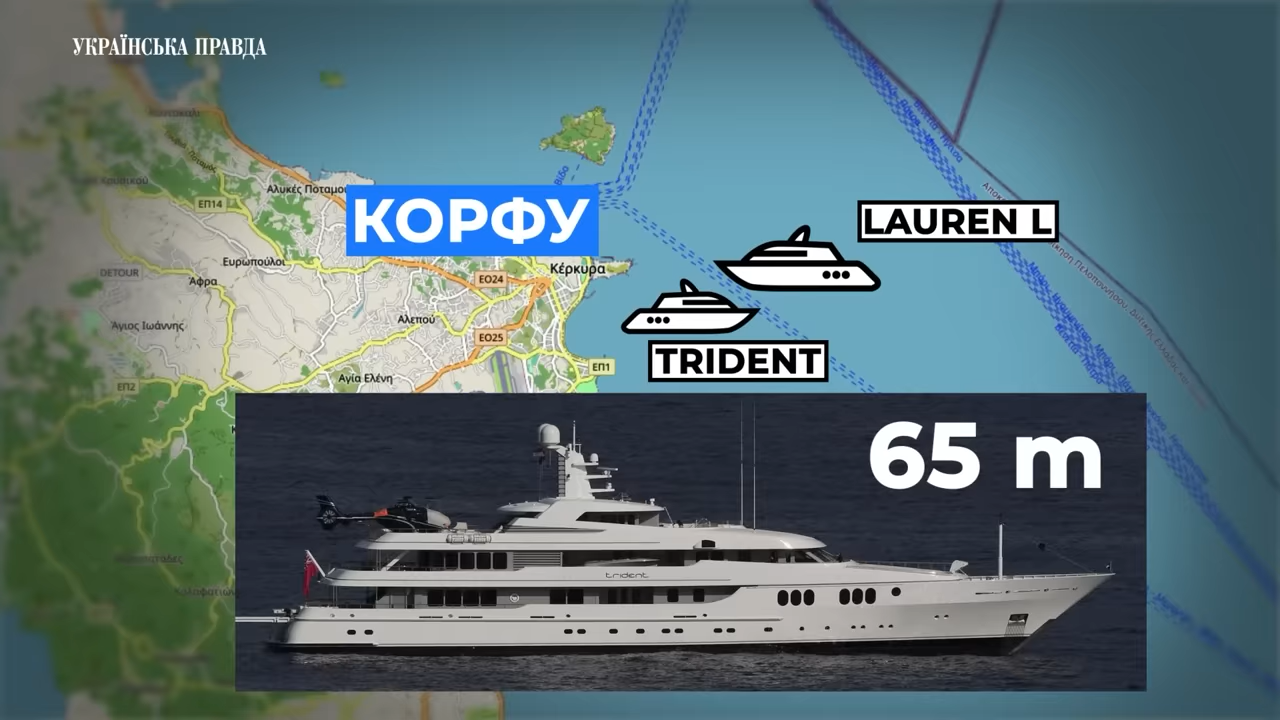 УКРАЇНСЬКА ПРАВДА
Αλυκές Ποταμού
ΕΠ14
КОРФУ
LAUREN L
Ευρωπούλοι
DETOUR
Άφρα
ΕΟ24
Κέρκυρα
Άγιος Ιωάννης
Αλεπού
ΕΟ25
TRIDENT
ΕΠ1
Αγία Ελένη
ΕΠ2
65 m
trident